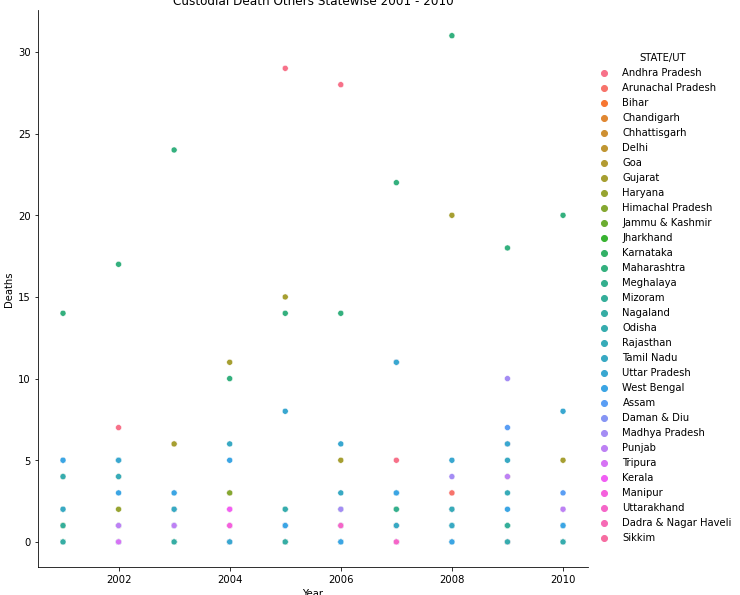 Custodial Death Others Statewise 2001 - 2010
30
25
20
15
10
5
0
Deaths
2002
2004
2006
2008
2010
Year
STATE/UT
Andhra Pradesh
Arunachal Pradesh
Bihar
Chandigarh
Chhattisgarh
Delhi
Goa
Gujarat
Haryana
Himachal Pradesh
Jammu & Kashmir
Jharkhand
Karnataka
Maharashtra
Meghalaya
Mizoram
Nagaland
Odisha
Rajasthan
Tamil Nadu
Uttar Pradesh
West Bengal
Assam
Daman & Diu
Madhya Pradesh
Punjab
Tripura
Kerala
Manipur
Uttarakhand
Dadra & Nagar Haveli
Sikkim